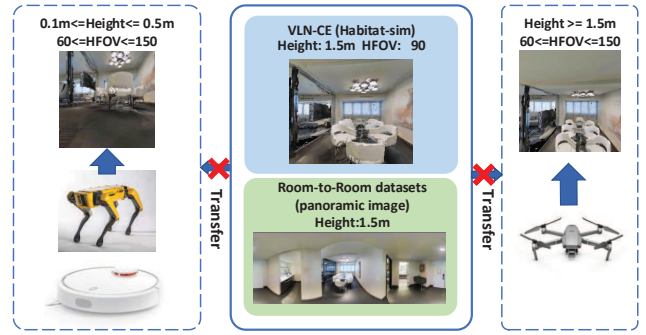 0.1m<=Height<= 0.5m
60<=HFOV<=150
VLN-CE (Habitat-sim)
Height: 1.5m HFOV: 90
Room-to-Room datasets
(panoramic image)
Height:1.5m
Transfer
Transfer
Height >= 1.5m
60<=HFOV<=150